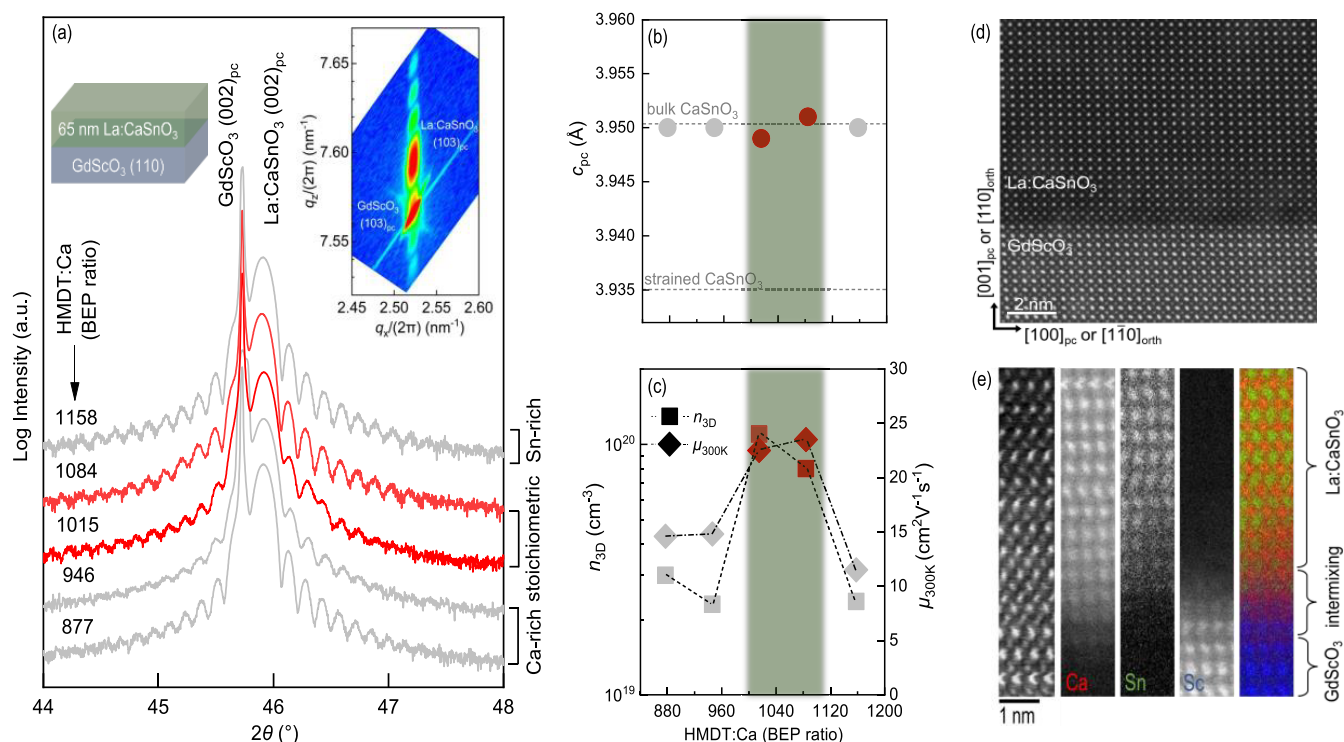 (a)
65 nm La:CaSnO₃
GdScO₃ (110)
GdScO₃ (002)pc
La:CaSnO₃ (002)pc
7.65
7.60
7.55
qz/(2π) (nm⁻¹)
La:CaSnO₃
(103)pc
GdScO₃
(103)pc
2.45
2.50
2.55
2.60
qx/(2π) (nm⁻¹)
HMDT:Ca
(BEP ratio)
1158
1084
1015
946
877
Sn-rich
stoichiometric
Ca-rich
Log Intensity (a.u.)
44
45
46
47
48
2θ (°)
(b)
3.960
3.955
3.950
3.945
3.940
3.935
cpc (Å)
bulk CaSnO₃
strained CaSnO₃
(c)
n3D
μ300K
10²⁰
10¹⁹
n3D (cm⁻³)
30
25
20
15
10
5
0
μ300K (cm²V⁻¹s⁻¹)
880
960
1040
1120
1200
HMDT:Ca (BEP ratio)
(d)
La:CaSnO₃
GdScO₃
2 nm
[001]pc or [110]orth
[100]pc or [11̄0]orth
(e)
Ca
Sn
Sc
1 nm
La:CaSnO₃
intermixing
GdScO₃